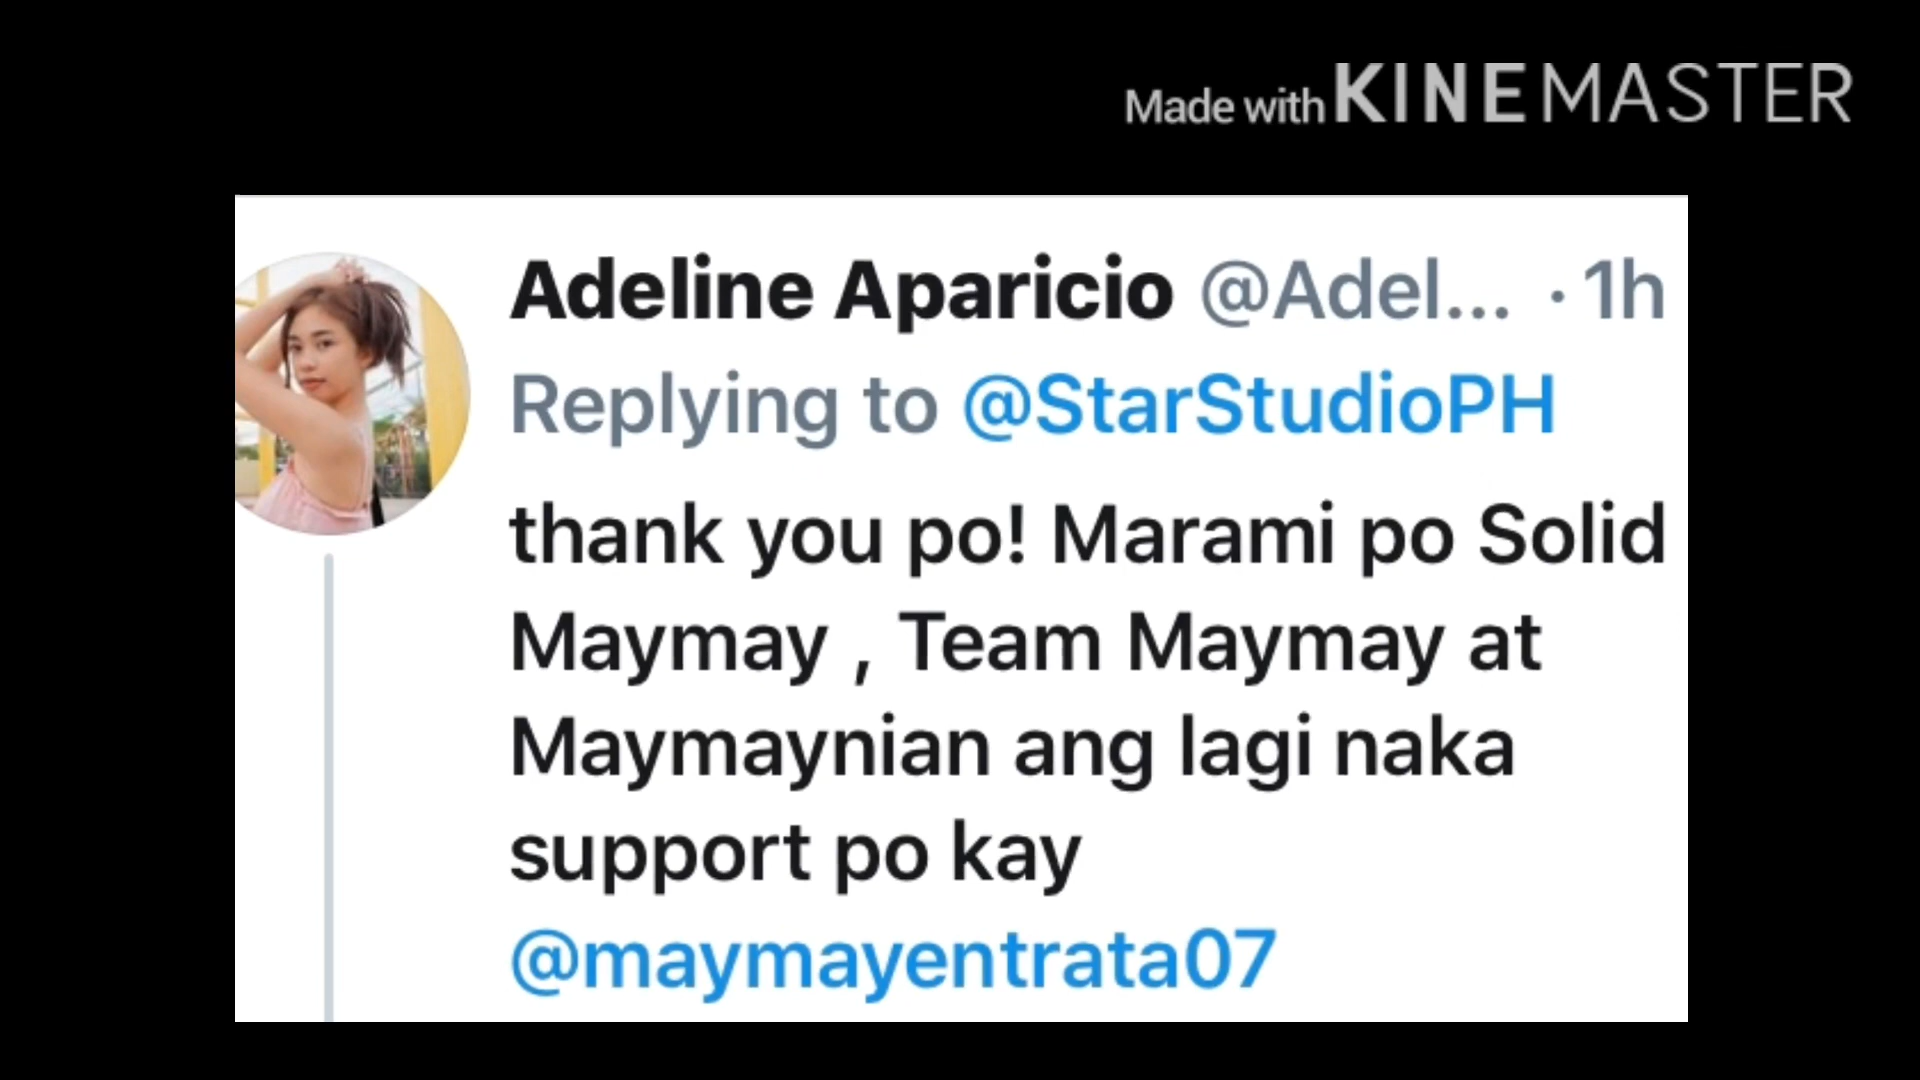 Made with KINEMASTER
Adeline Aparicio @Adel... · 1h
Replying to @StarStudioPH
thank you po! Marami po Solid
Maymay , Team Maymay at
Maymaynian ang lagi naka
support po kay
@maymayentrata07